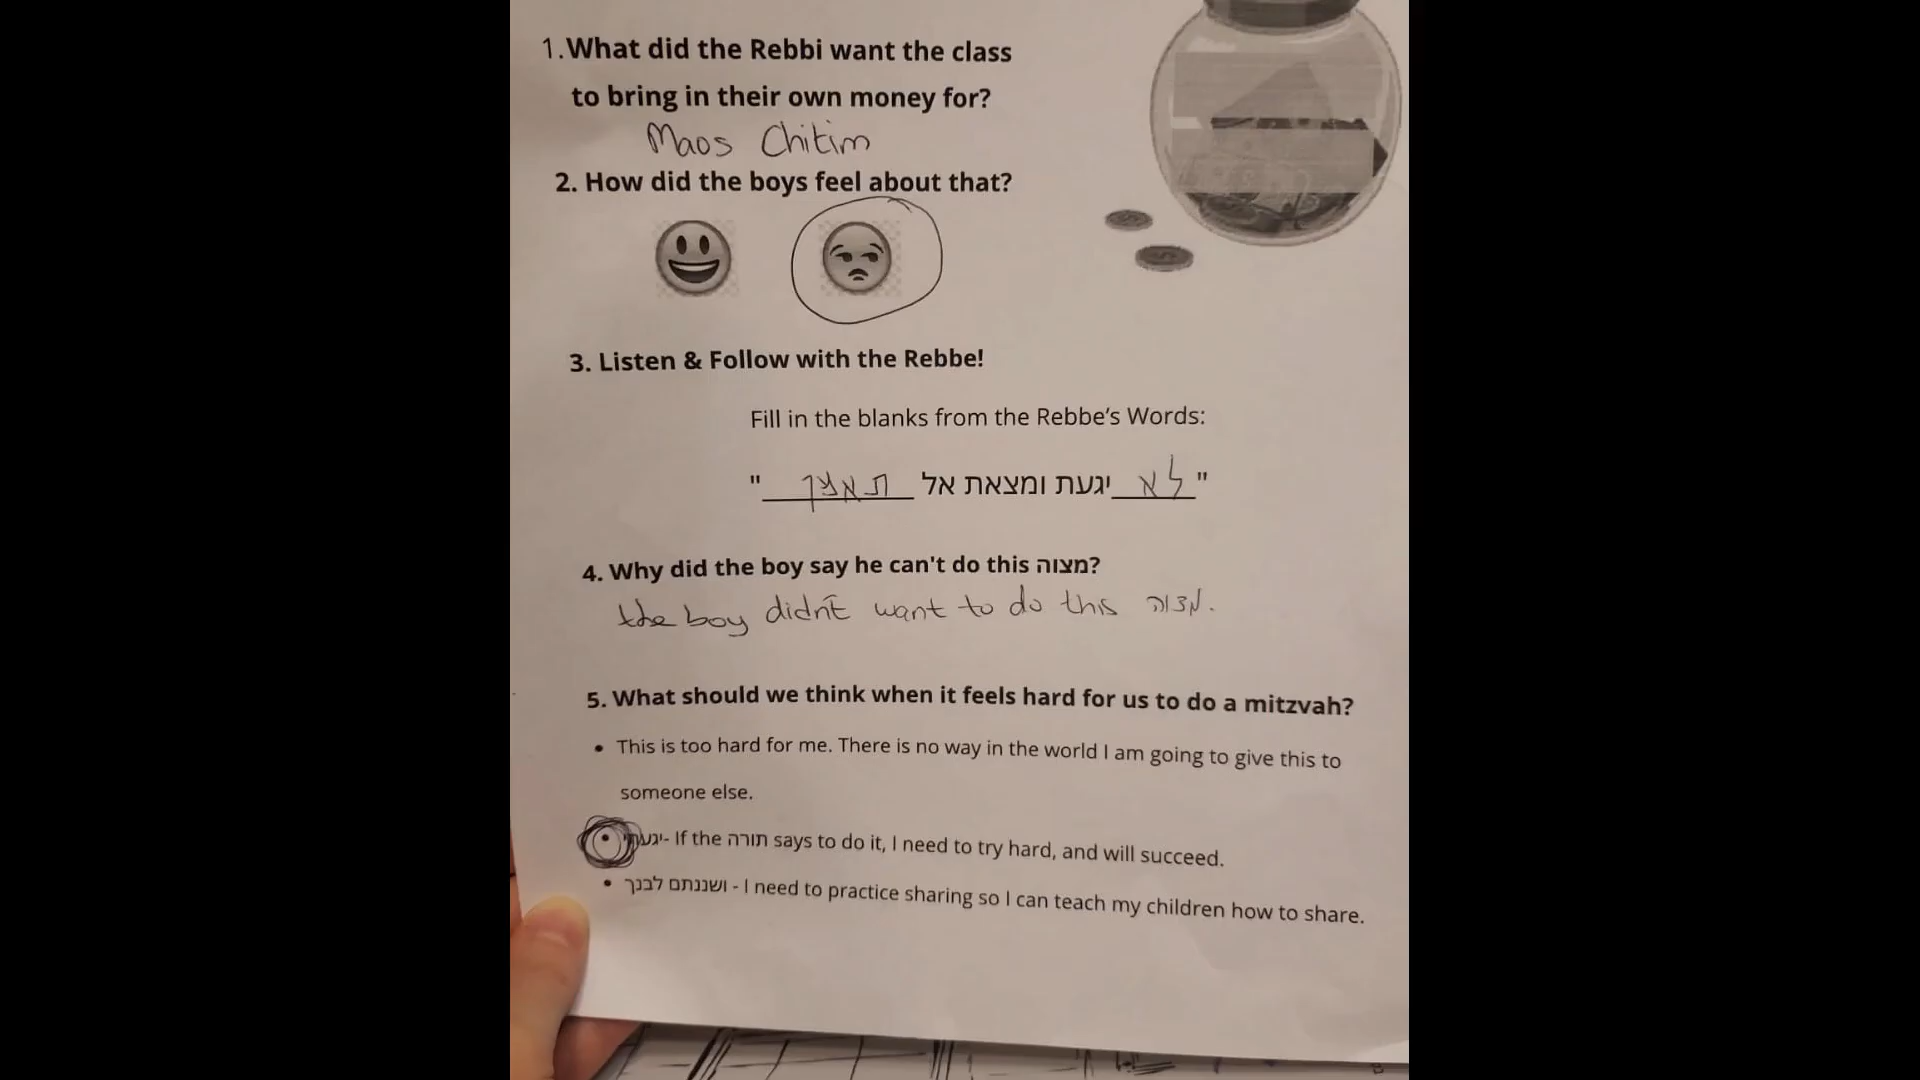 1. What did the Rebbi want the class
to bring in their own money for?
Maos Chitim
2. How did the boys feel about that?
3. Listen & Follow with the Rebbe!
Fill in the blanks from the Rebbe's Words:
"לא יגעת ומצאת אל תאמין"
4. Why did the boy say he can't do this מצוה?
the boy didn't want to do this מצוה.
5. What should we think when it feels hard for us to do a mitzvah?
• This is too hard for me. There is no way in the world I am going to give this to
someone else.
• יגעתי- If the תורה says to do it, I need to try hard, and will succeed.
• ושננתם לבנך - I need to practice sharing so I can teach my children how to share.